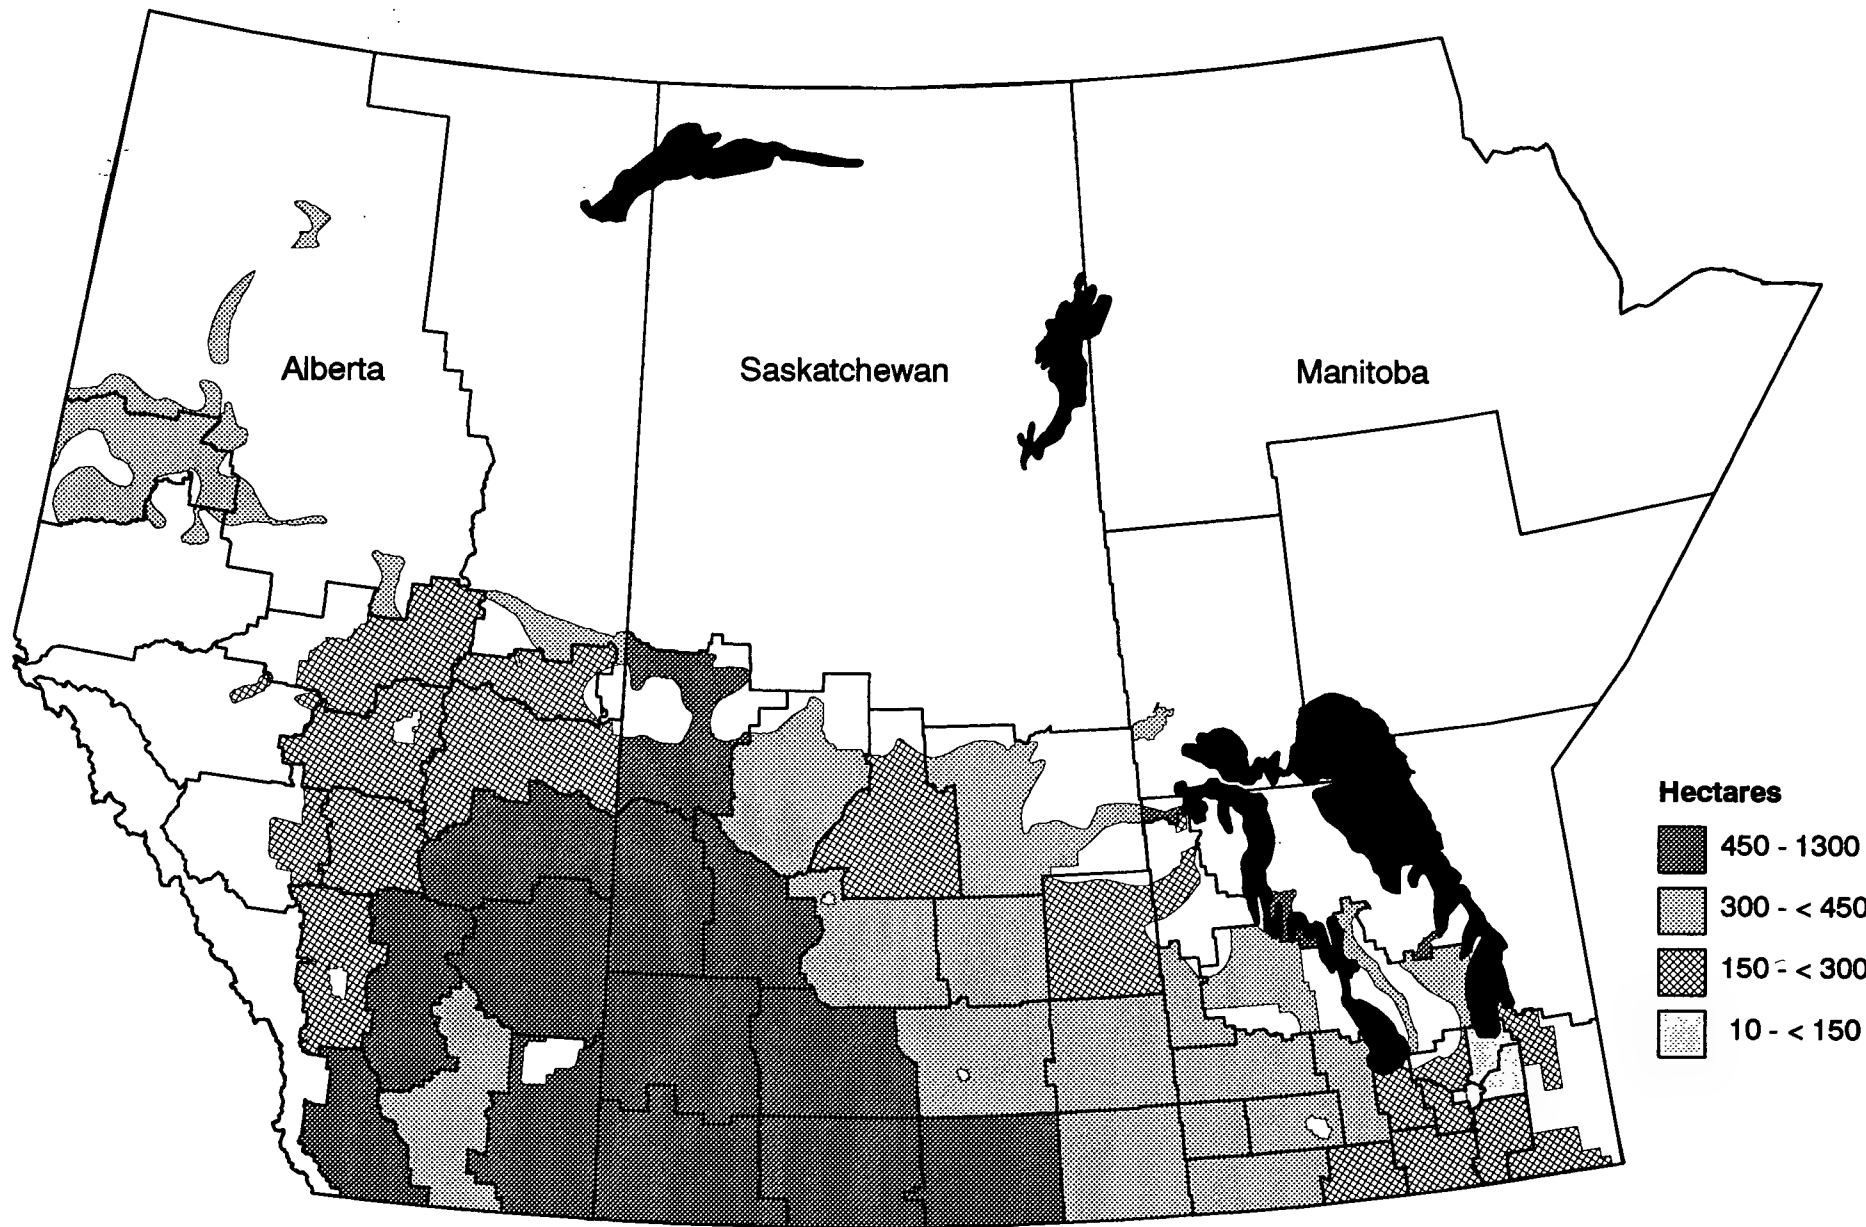 Alberta
Saskatchewan
Manitoba
Hectares
450 - 1300
300 - < 450
150 - < 300
10 - < 150